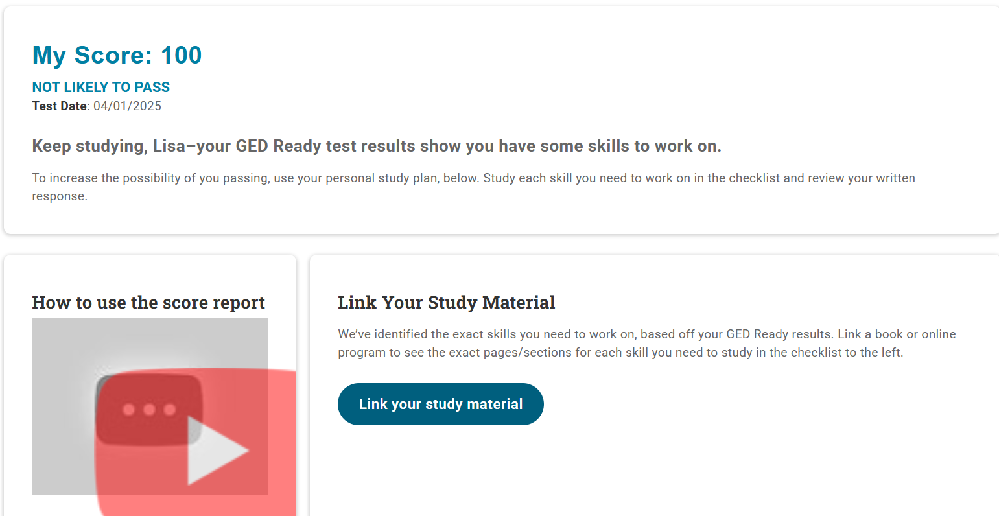 My Score: 100
NOT LIKELY TO PASS
Test Date: 04/01/2025
Keep studying, Lisa–your GED Ready test results show you have some skills to work on.
To increase the possibility of you passing, use your personal study plan, below. Study each skill you need to work on in the checklist and review your written
response.
How to use the score report
Link Your Study Material
We’ve identified the exact skills you need to work on, based off your GED Ready results. Link a book or online
program to see the exact pages/sections for each skill you need to study in the checklist to the left.
Link your study material